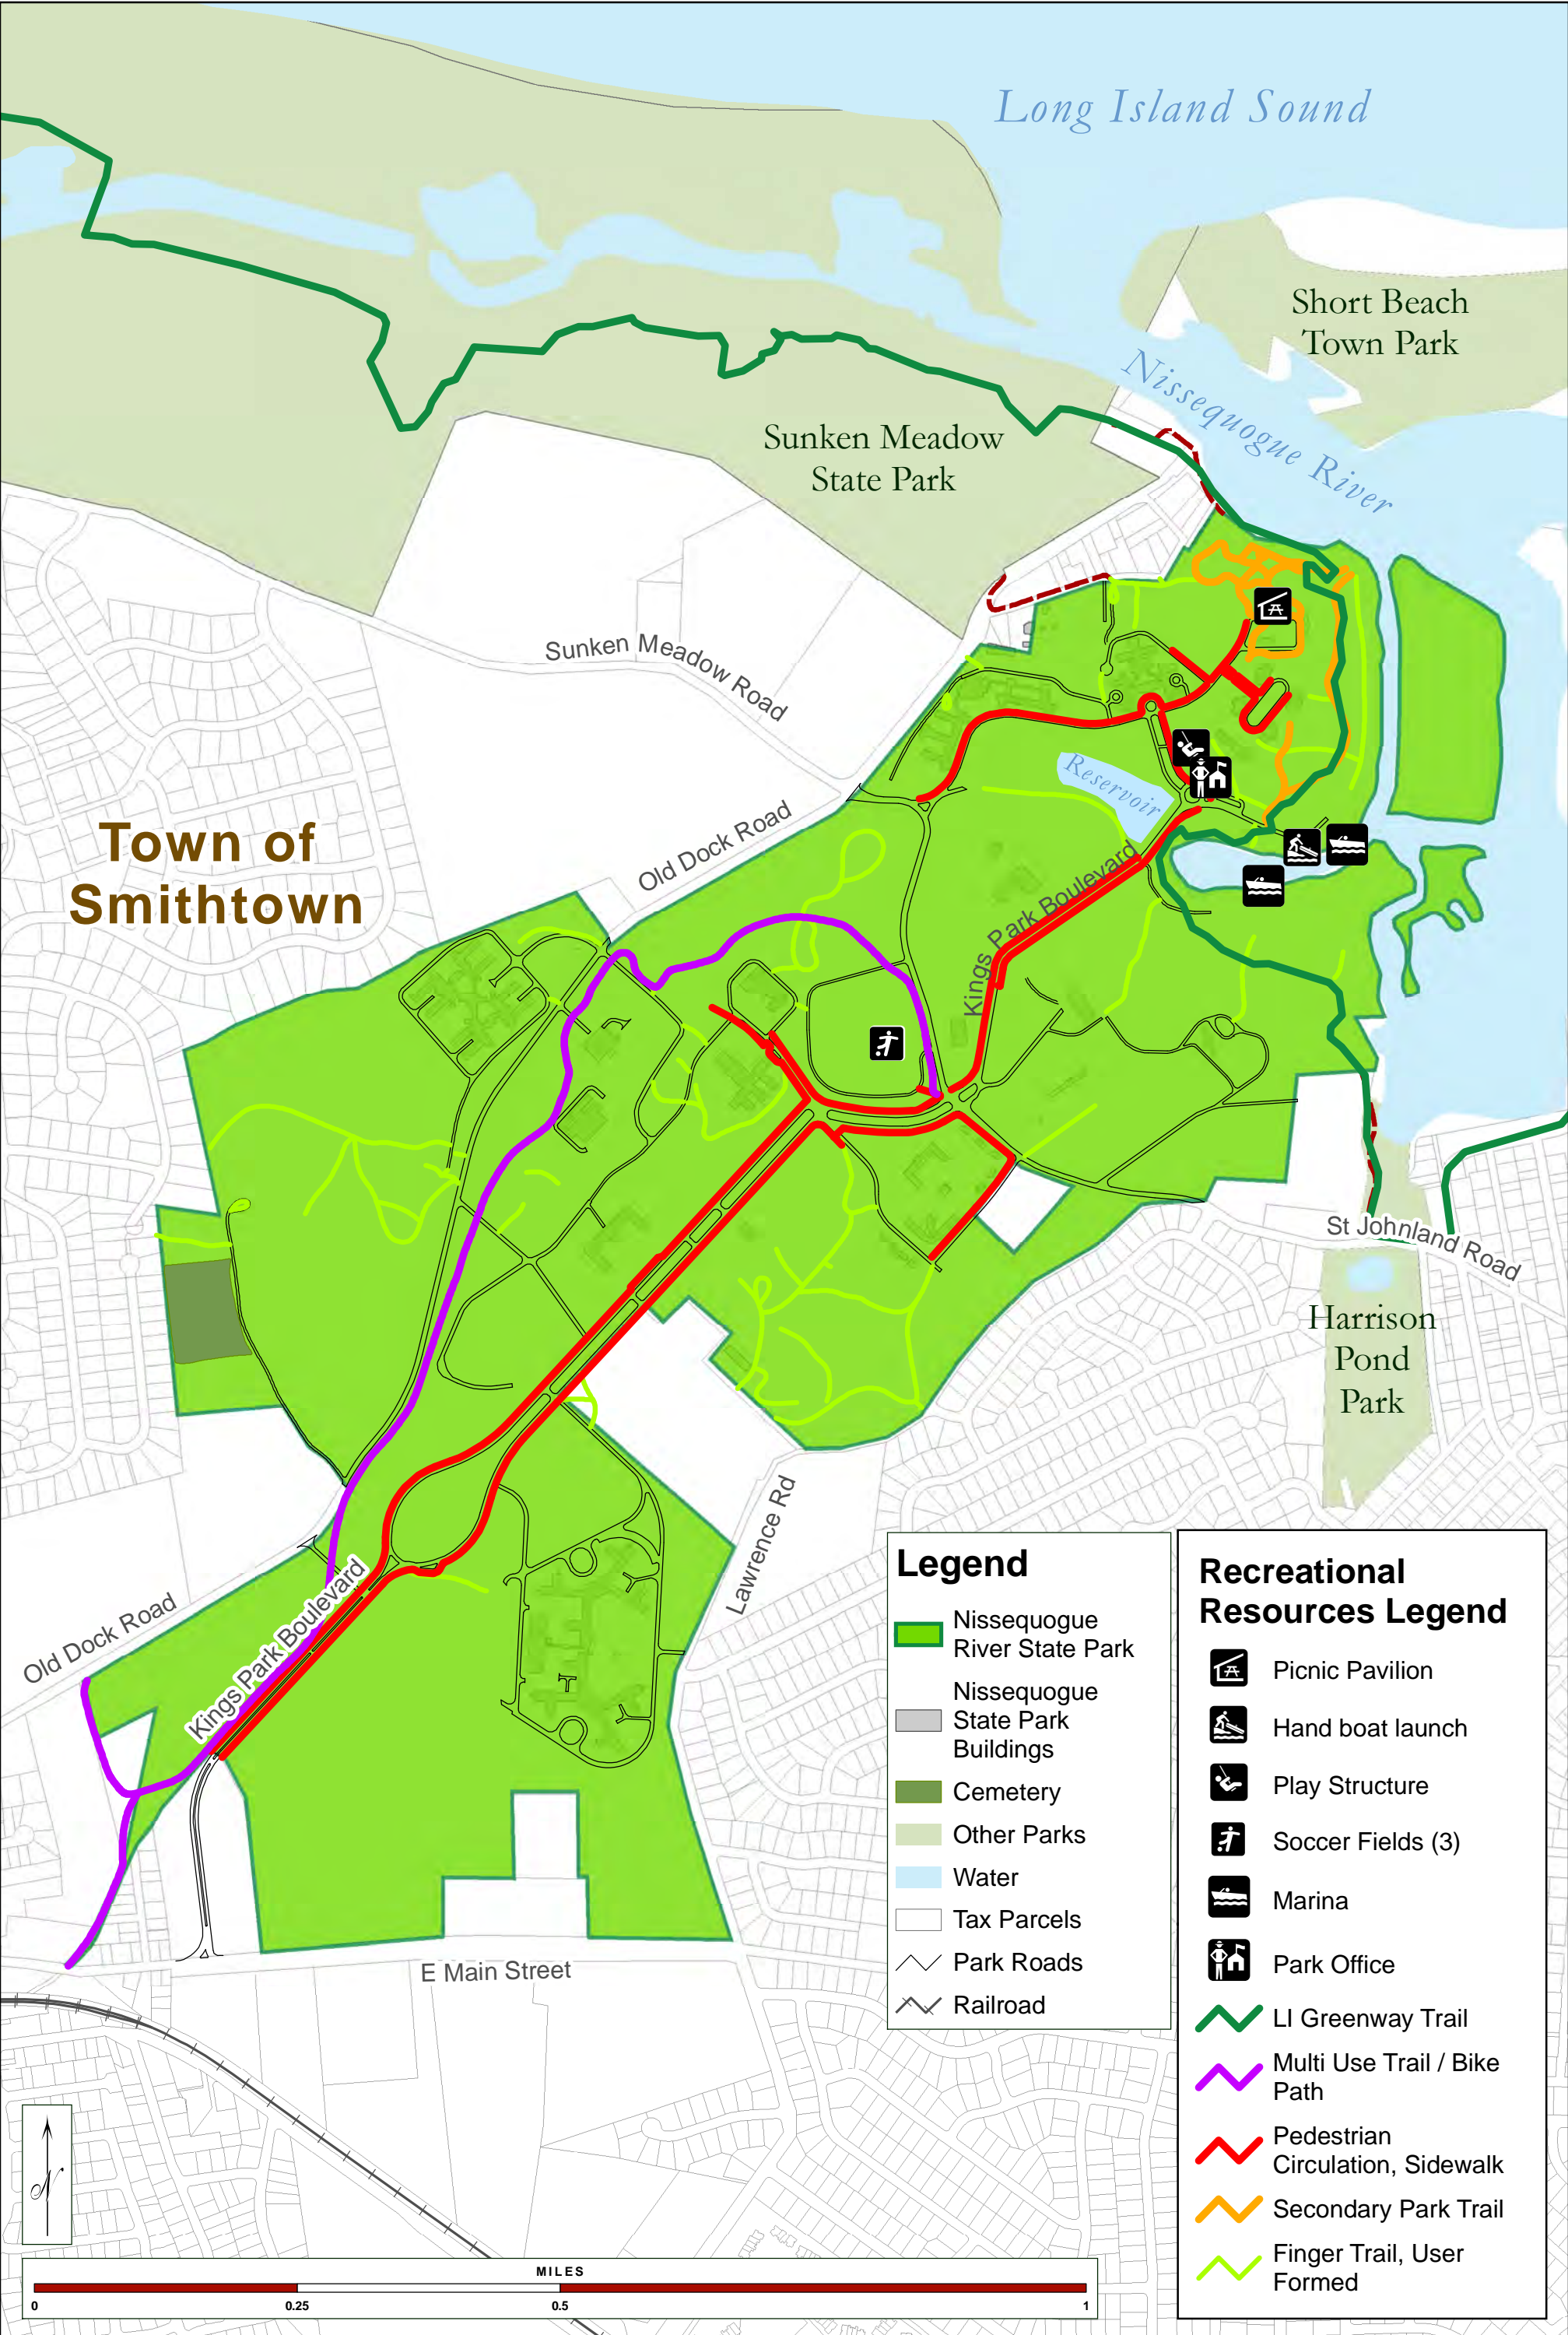 Long Island Sound
Short Beach
Town Park
Nissequogue River
Sunken Meadow
State Park
Sunken Meadow Road
Reservoir
Town of
Smithtown
Old Dock Road
Kings Park Boulevard
St Johnland Road
Harrison
Pond
Park
Lawrence Rd
Old Dock Road
Kings Park Boulevard
E Main Street
Legend
Nissequogue
River State Park
Nissequogue
State Park
Buildings
Cemetery
Other Parks
Water
Tax Parcels
Park Roads
Railroad
Recreational
Resources Legend
Picnic Pavilion
Hand boat launch
Play Structure
Soccer Fields (3)
Marina
Park Office
LI Greenway Trail
Multi Use Trail / Bike
Path
Pedestrian
Circulation, Sidewalk
Secondary Park Trail
Finger Trail, User
Formed
N
MILES
0 0.25 0.5 1